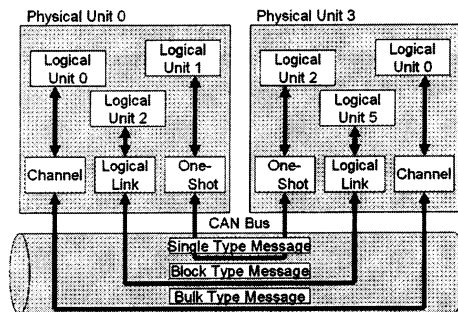 Physical Unit 0
Physical Unit 3
Logical
Unit 0
Logical
Unit 1
Logical
Unit 2
Logical
Unit 2
Logical
Unit 0
Logical
Unit 5
Channel
Logical
Link
One-
Shot
One-
Shot
Logical
Link
Channel
CAN Bus
Single Type Message
Block Type Message
Bulk Type Message